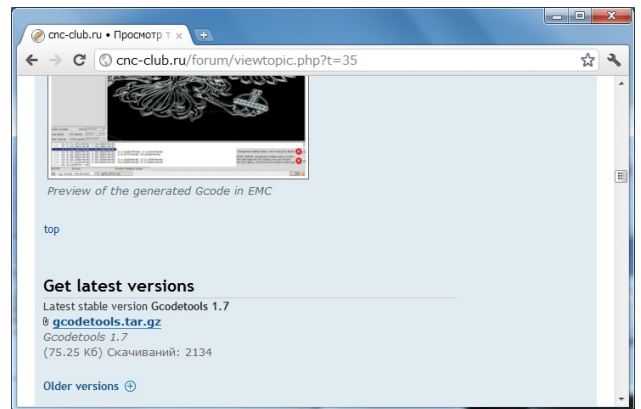 cnc-club.ru • Просмотр т
cnc-club.ru/forum/viewtopic.php?t=35
Preview of the generated Gcode in EMC
top
Get latest versions
Latest stable version Gcodetools 1.7
gcodetools.tar.gz
Gcodetools 1.7
(75.25 Кб) Скачиваний: 2134
Older versions